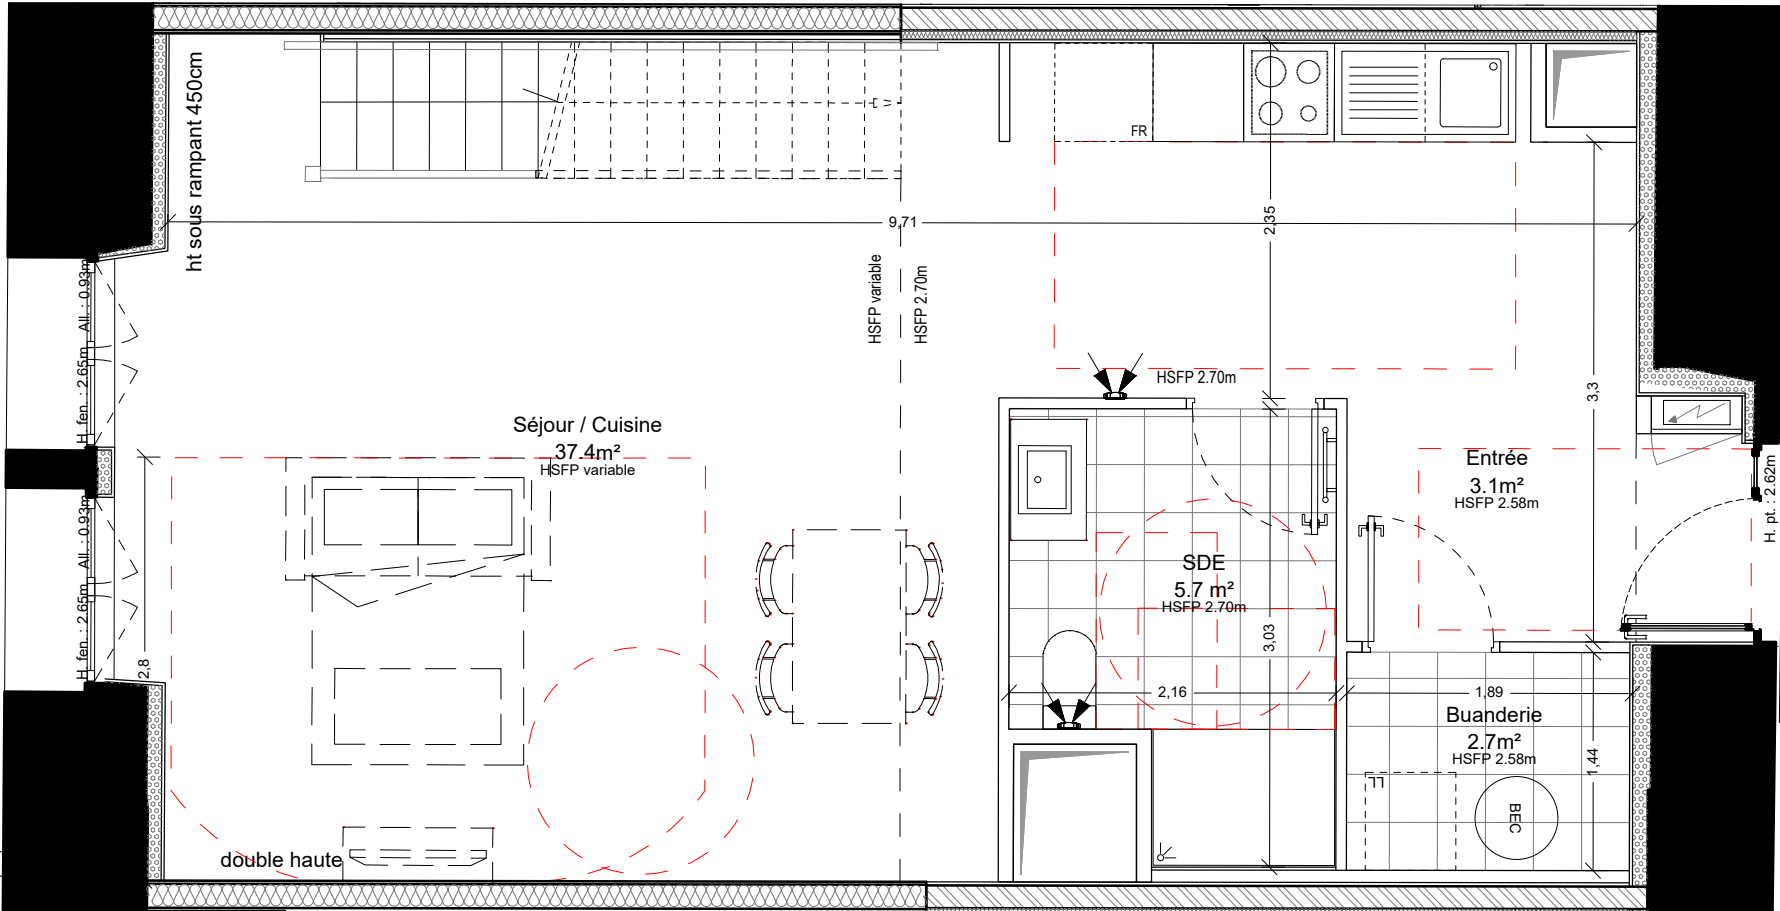 ht sous rampant 450cm
FR
9,71
2,35
HSFP variable
HSFP 2.70m
H. fen. : 2.65m All. : 0.93m
HSFP 2.70m
3,3
Séjour / Cuisine
37.4m²
HSFP variable
Entrée
3.1m²
HSFP 2.58m
H. pt. : 2.62m
H. fen. : 2.65m All. : 0.93m
2,8
SDE
5.7 m²
HSFP 2.70m
3,03
2,16
1,89
Buanderie
2.7m²
HSFP 2.58m
1,44
LL
BEC
double haute